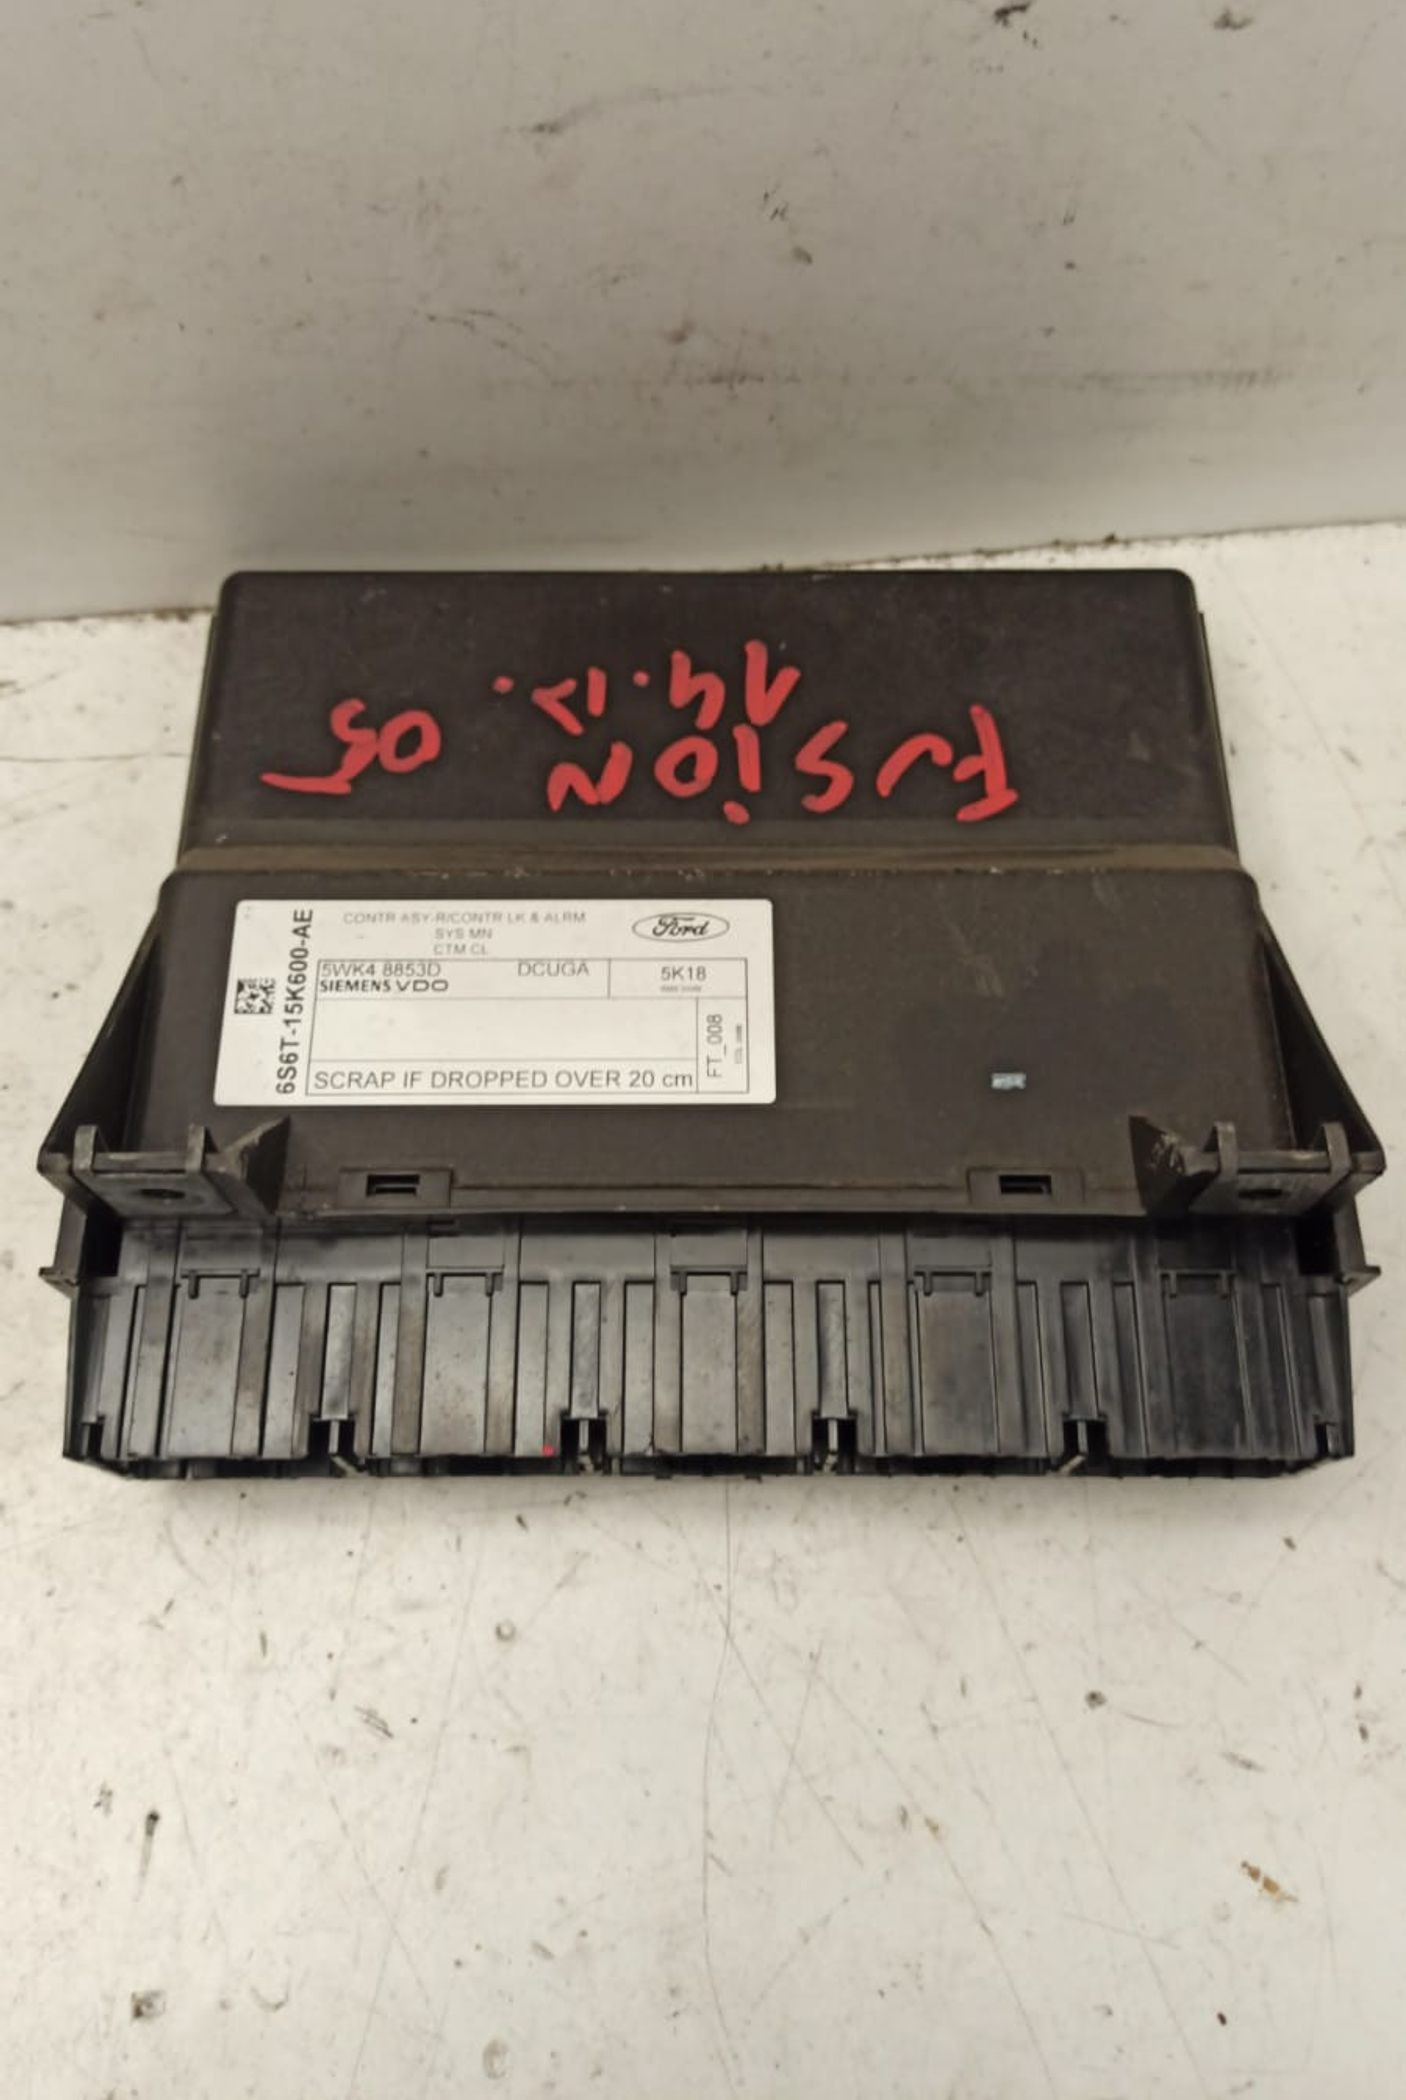 FUSION 05
14.
CONTR ASY-R/CONTR LK & ALRM
SYS MN
CTM CL
Ford
6S6T-15K600-AE
5WK4 8853D DCUGA 5K18
SIEMENS VDO
FT_008
SCRAP IF DROPPED OVER 20 cm